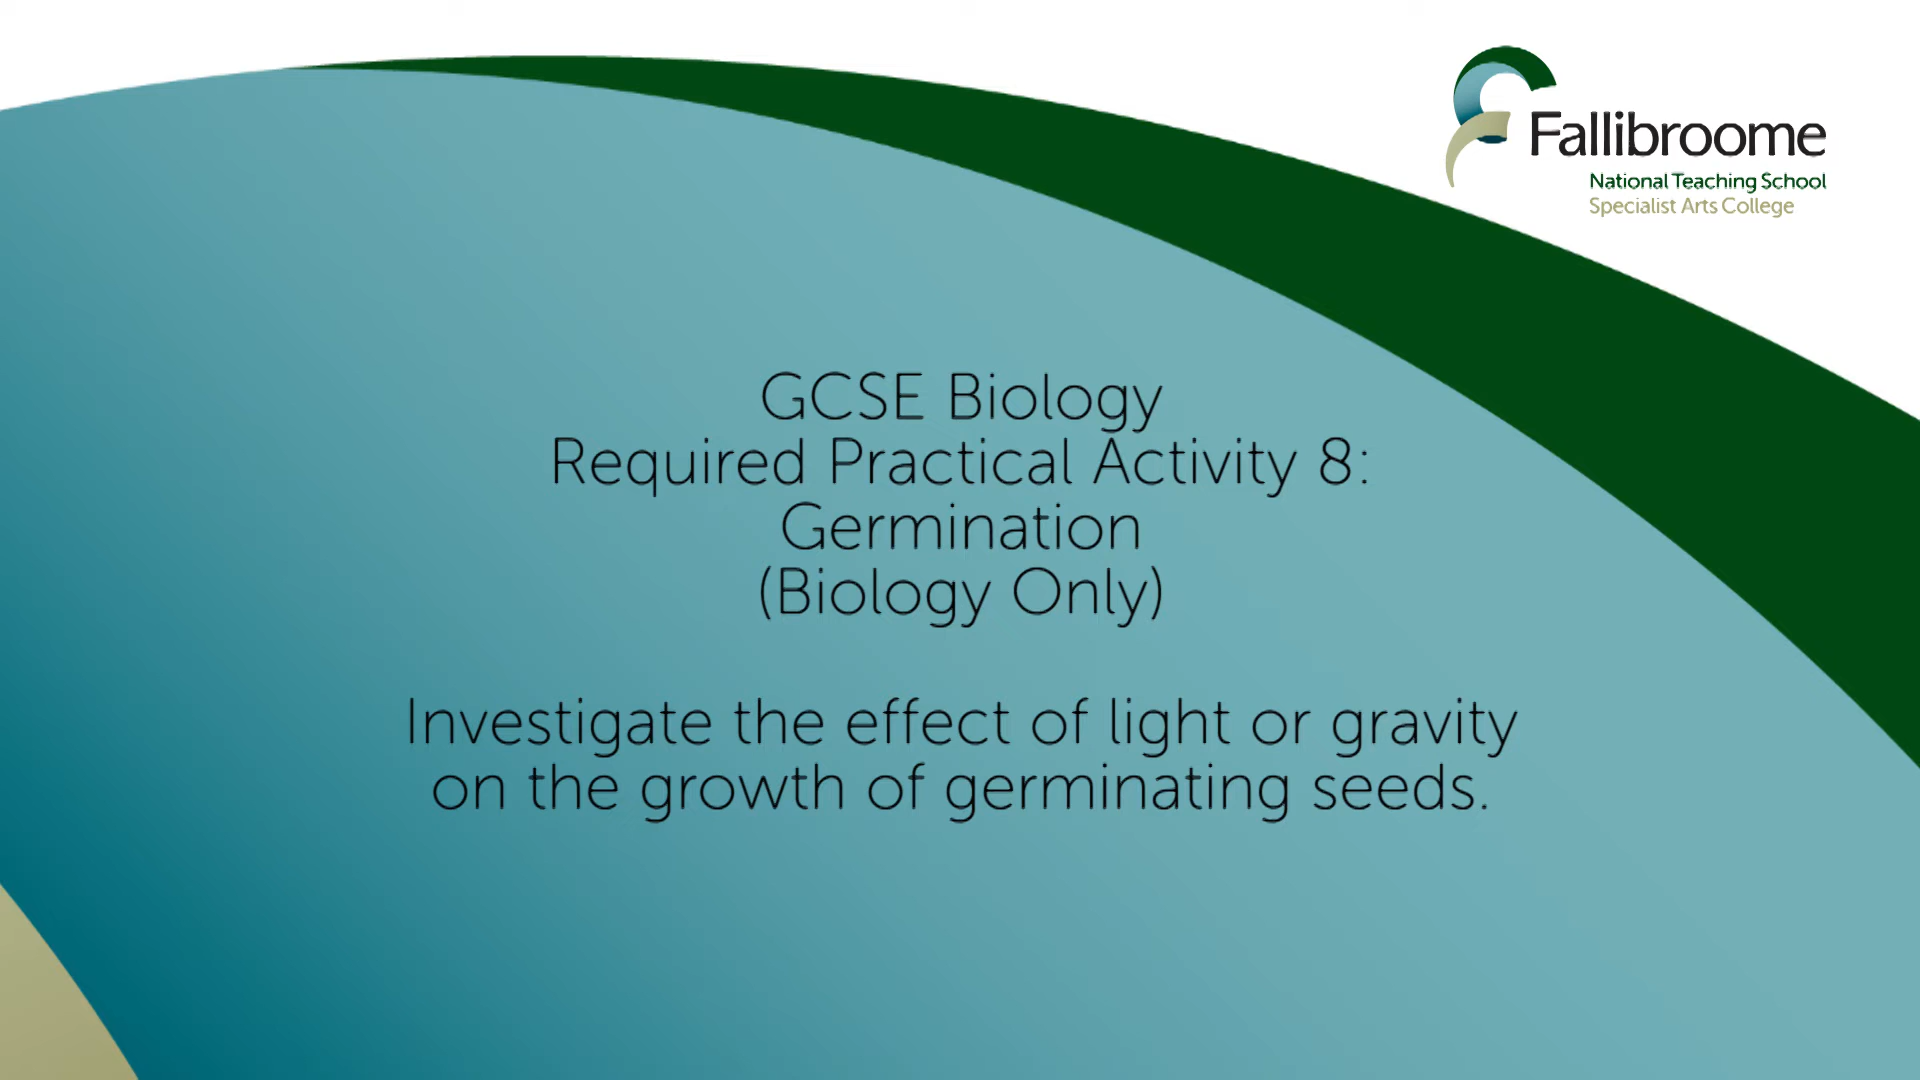 Fallibroome
National Teaching School
Specialist Arts College
GCSE Biology
Required Practical Activity 8:
Germination
(Biology Only)
Investigate the effect of light or gravity
on the growth of germinating seeds.